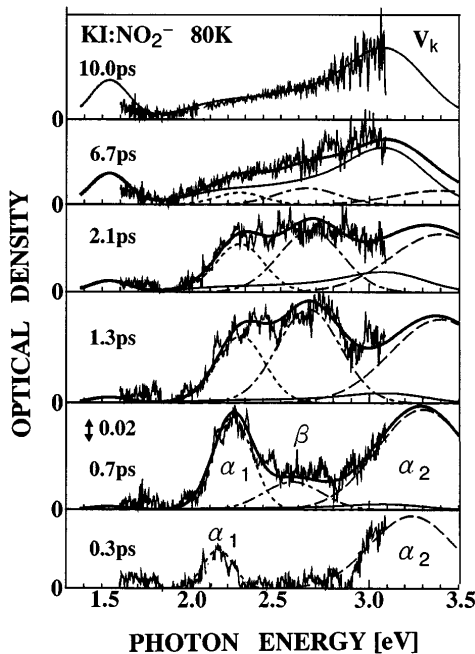 KI:NO₂⁻ 80K
V_k
10.0ps
0
6.7ps
0
2.1ps
0
1.3ps
0
0.02
0.7ps
α₁
β
α₂
0
0.3ps
α₁
α₂
0
1.5 2.0 2.5 3.0 3.5
PHOTON ENERGY [eV]
OPTICAL DENSITY